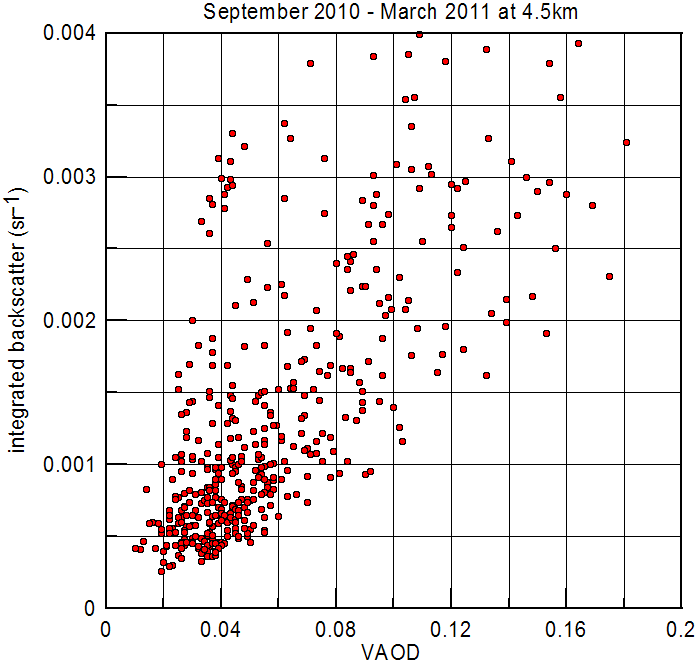 September 2010 - March 2011 at 4.5km
0.004
0.003
0.002
0.001
0
integrated backscatter (sr–1)
0 0.04 0.08 0.12 0.16 0.2
VAOD